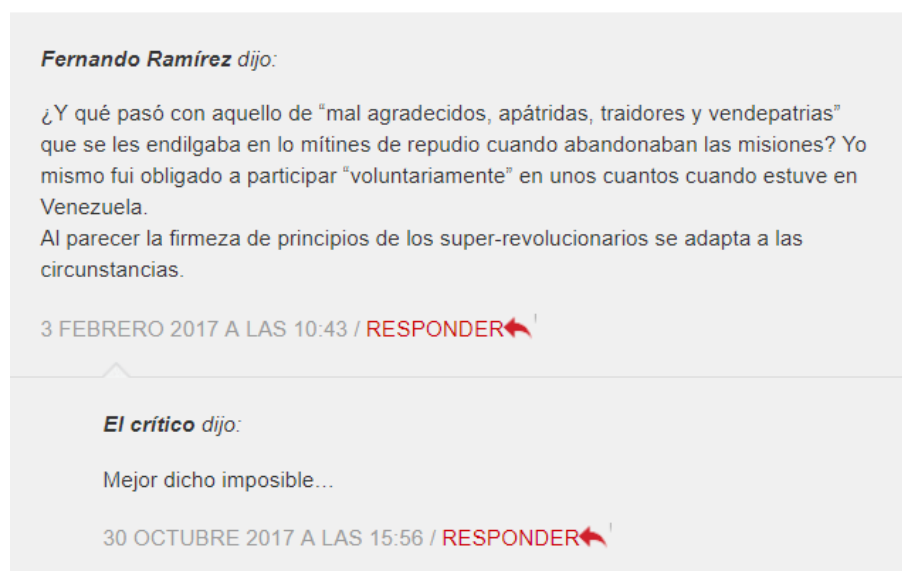 Fernando Ramírez dijo:
¿Y qué pasó con aquello de “mal agradecidos, apátridas, traidores y vendepatrias”
que se les endilgaba en lo mítines de repudio cuando abandonaban las misiones? Yo
mismo fui obligado a participar “voluntariamente” en unos cuantos cuando estuve en
Venezuela.
Al parecer la firmeza de principios de los super-revolucionarios se adapta a las
circunstancias.
3 FEBRERO 2017 A LAS 10:43 / RESPONDER
El crítico dijo:
Mejor dicho imposible…
30 OCTUBRE 2017 A LAS 15:56 / RESPONDER